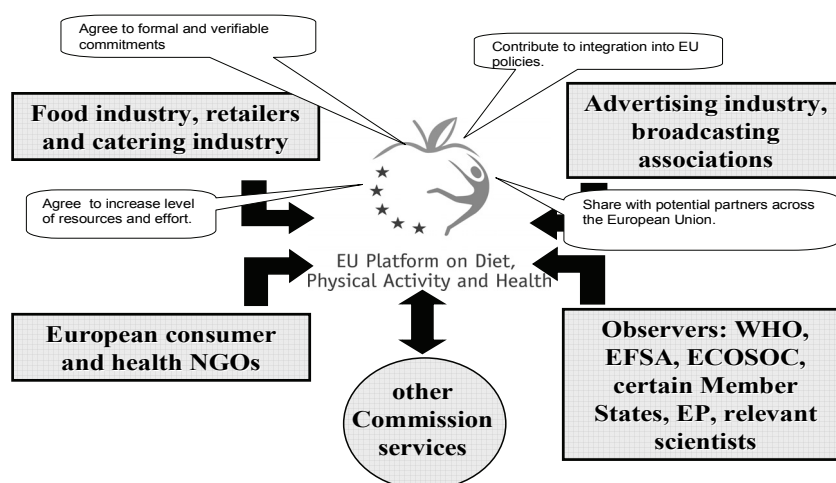 Agree to formal and verifiable
commitments
Contribute to integration into EU
policies.
Food industry, retailers
and catering industry
Advertising industry,
broadcasting
associations
Agree to increase level
of resources and effort.
Share with potential partners across
the European Union.
EU Platform on Diet,
Physical Activity and Health
European consumer
and health NGOs
other
Commission
services
Observers: WHO,
EFSA, ECOSOC,
certain Member
States, EP, relevant
scientists